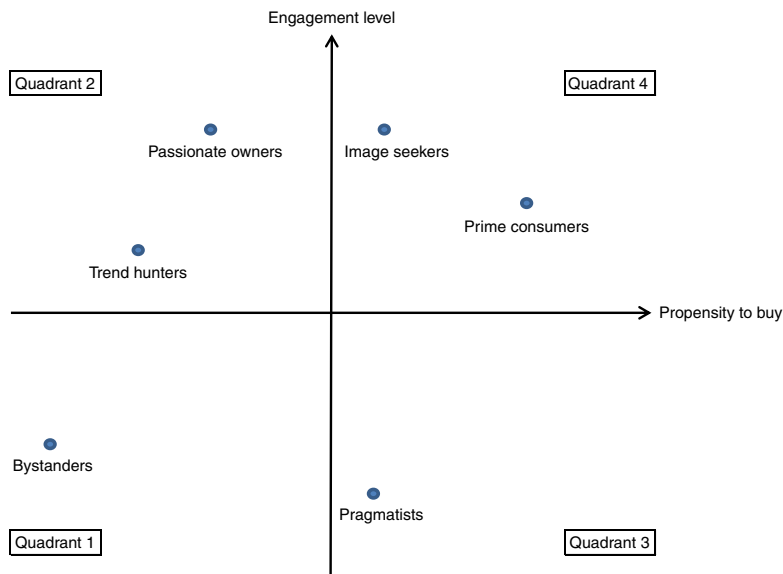 Engagement level
Quadrant 2
Quadrant 4
Passionate owners
Image seekers
Prime consumers
Trend hunters
Propensity to buy
Bystanders
Pragmatists
Quadrant 1
Quadrant 3